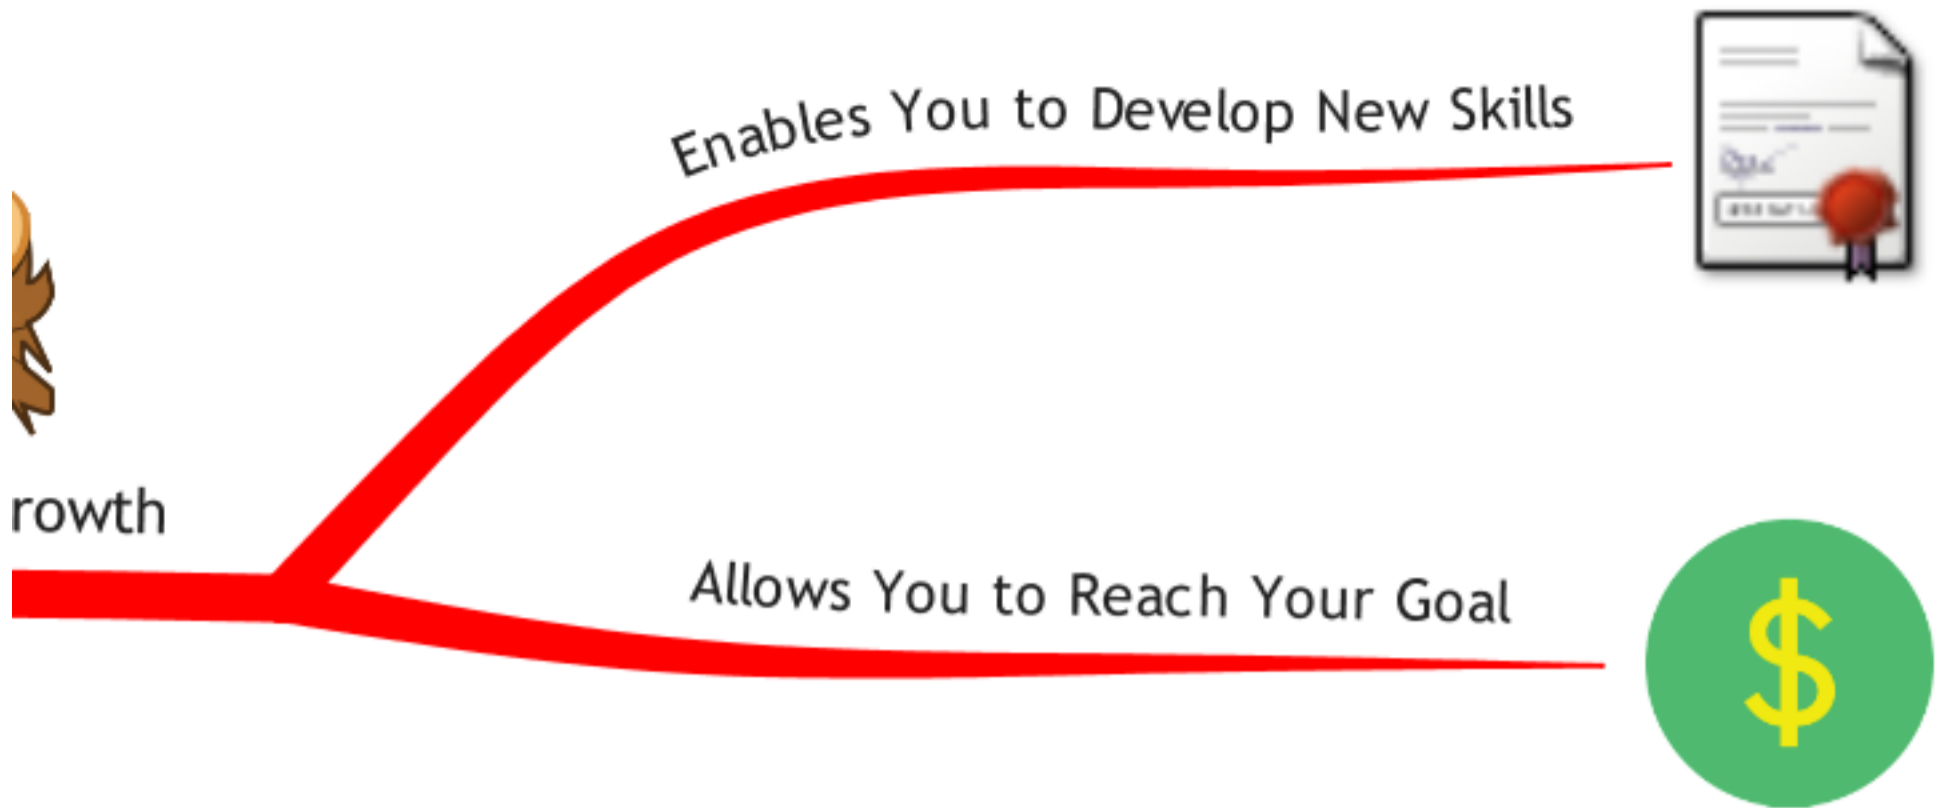 Enables You to Develop New Skills
rowth
Allows You to Reach Your Goal
$